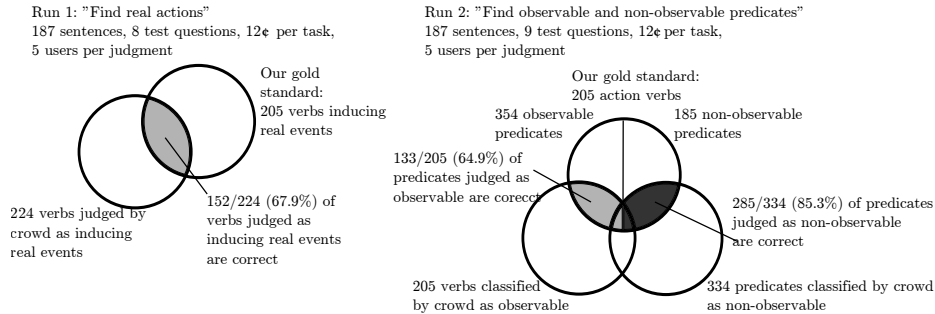 Run 1: "Find real actions"
187 sentences, 8 test questions, 12¢ per task,
5 users per judgment
Our gold
standard:
205 verbs inducing
real events
152/224 (67.9%) of
verbs judged as
inducing real events
are correct
224 verbs judged by
crowd as inducing
real events
Run 2: "Find observable and non-observable predicates"
187 sentences, 9 test questions, 12¢ per task,
5 users per judgment
Our gold standard:
205 action verbs
354 observable
predicates
185 non-observable
predicates
133/205 (64.9%) of
predicates judged as
observable are corecct
285/334 (85.3%) of predicates
judged as non-observable
are correct
205 verbs classified
by crowd as observable
334 predicates classified by crowd
as non-observable